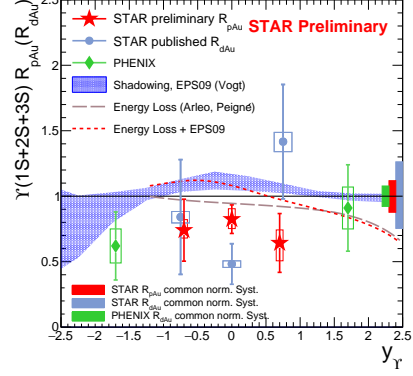 Υ(1S+2S+3S) R_pAu(R_dAu)
2
1.5
1
0.5
0
STAR preliminary R_pAu STAR Preliminary
STAR published R_dAu
PHENIX
Shadowing, EPS09 (Vogt)
Energy Loss (Arleo, Peigné)
Energy Loss + EPS09
STAR R_pAu common norm. Syst.
STAR R_dAu common norm. Syst.
PHENIX R_dAu common norm. Syst.
−2.5 −2 −1.5 −1 −0.5 0 0.5 1 1.5 2 2.5
y_Υ